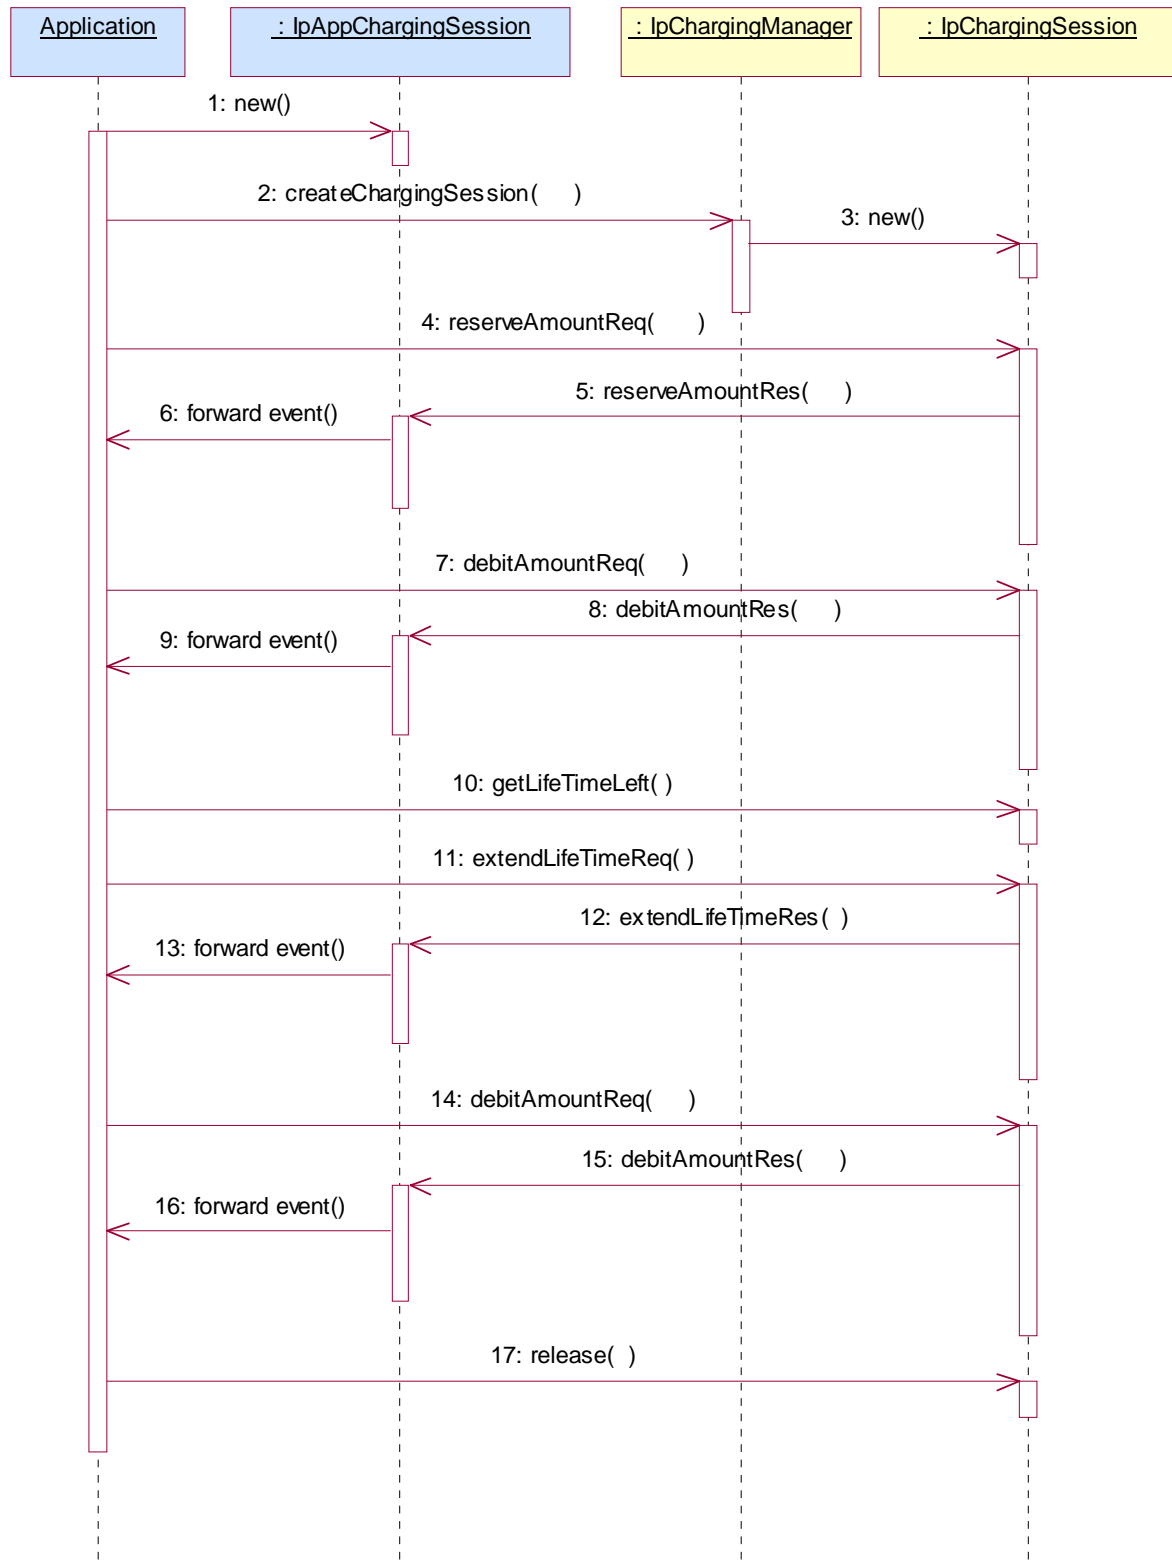 Application
: IpAppChargingSession
: IpChargingManager
: IpChargingSession
1: new()
2: createChargingSession( )
3: new()
4: reserveAmountReq( )
5: reserveAmountRes( )
6: forward event()
7: debitAmountReq( )
8: debitAmountRes( )
9: forward event()
10: getLifeTimeLeft( )
11: extendLifeTimeReq( )
12: extendLifeTimeRes( )
13: forward event()
14: debitAmountReq( )
15: debitAmountRes( )
16: forward event()
17: release( )